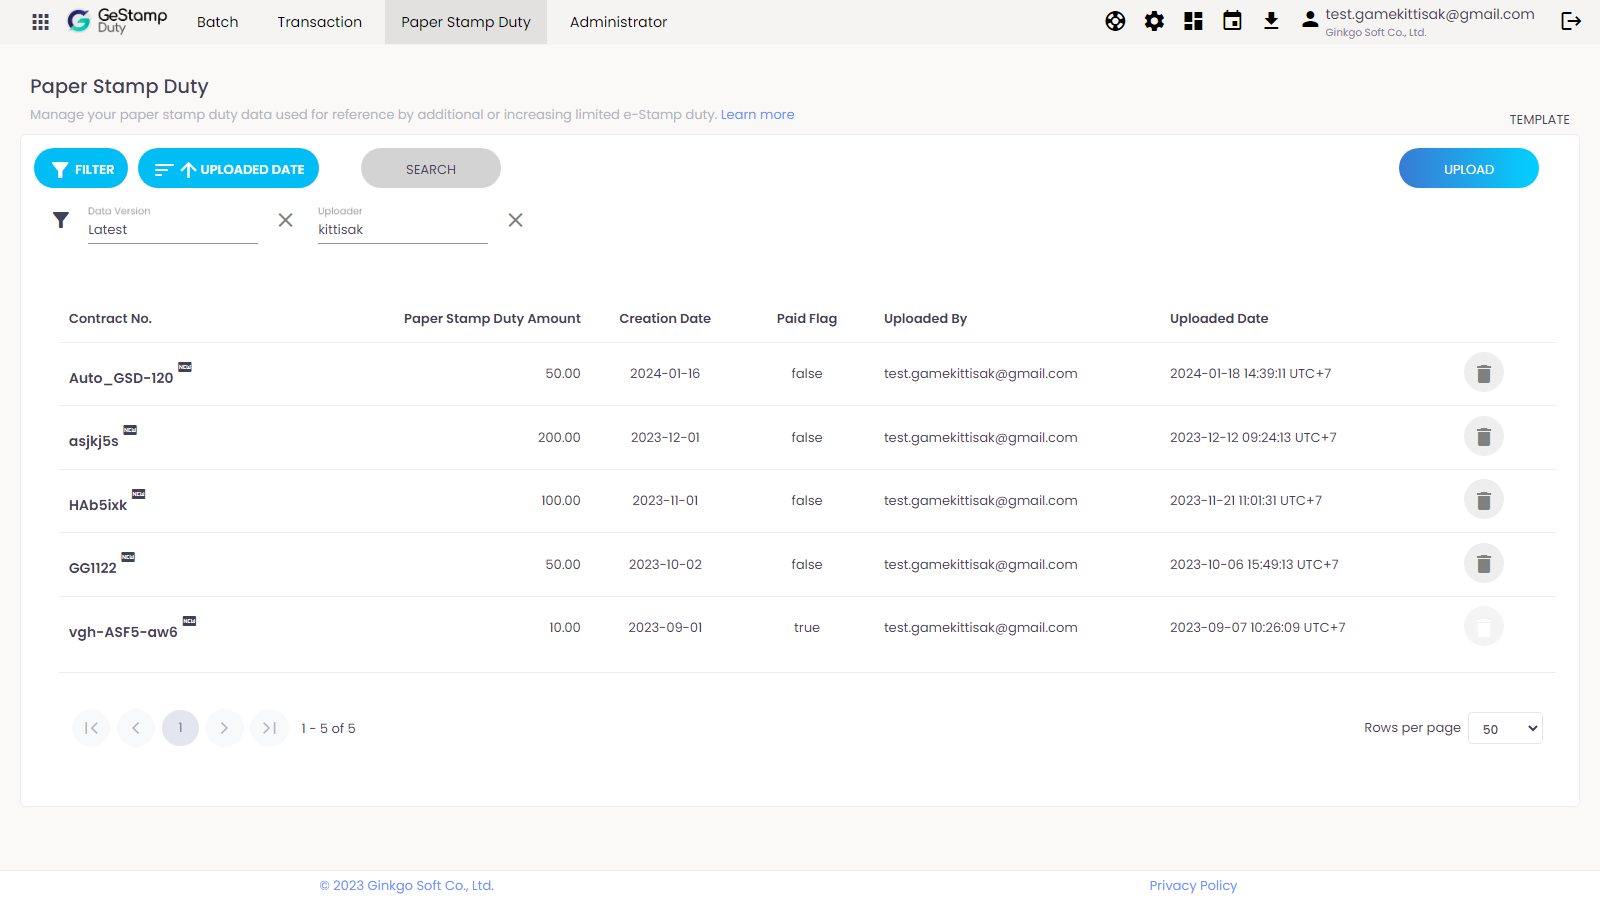 GeStamp Duty
Batch
Transaction
Paper Stamp Duty
Administrator
test.gamekittisak@gmail.com
Ginkgo Soft Co., Ltd.
Paper Stamp Duty
Manage your paper stamp duty data used for reference by additional or increasing limited e-Stamp duty. Learn more
TEMPLATE
FILTER
UPLOADED DATE
SEARCH
UPLOAD
Data Version
Latest
Uploader
kittisak
Contract No. Paper Stamp Duty Amount Creation Date Paid Flag Uploaded By Uploaded Date
Auto_GSD-120 NEW 50.00 2024-01-16 false test.gamekittisak@gmail.com 2024-01-18 14:39:11 UTC+7
asjkj5s NEW 200.00 2023-12-01 false test.gamekittisak@gmail.com 2023-12-12 09:24:13 UTC+7
HAb5ixk NEW 100.00 2023-11-01 false test.gamekittisak@gmail.com 2023-11-21 11:01:31 UTC+7
GG1122 NEW 50.00 2023-10-02 false test.gamekittisak@gmail.com 2023-10-06 15:49:13 UTC+7
vgh-ASF5-aw6 NEW 10.00 2023-09-01 true test.gamekittisak@gmail.com 2023-09-07 10:26:09 UTC+7
1
1 - 5 of 5
Rows per page 50
© 2023 Ginkgo Soft Co., Ltd.
Privacy Policy